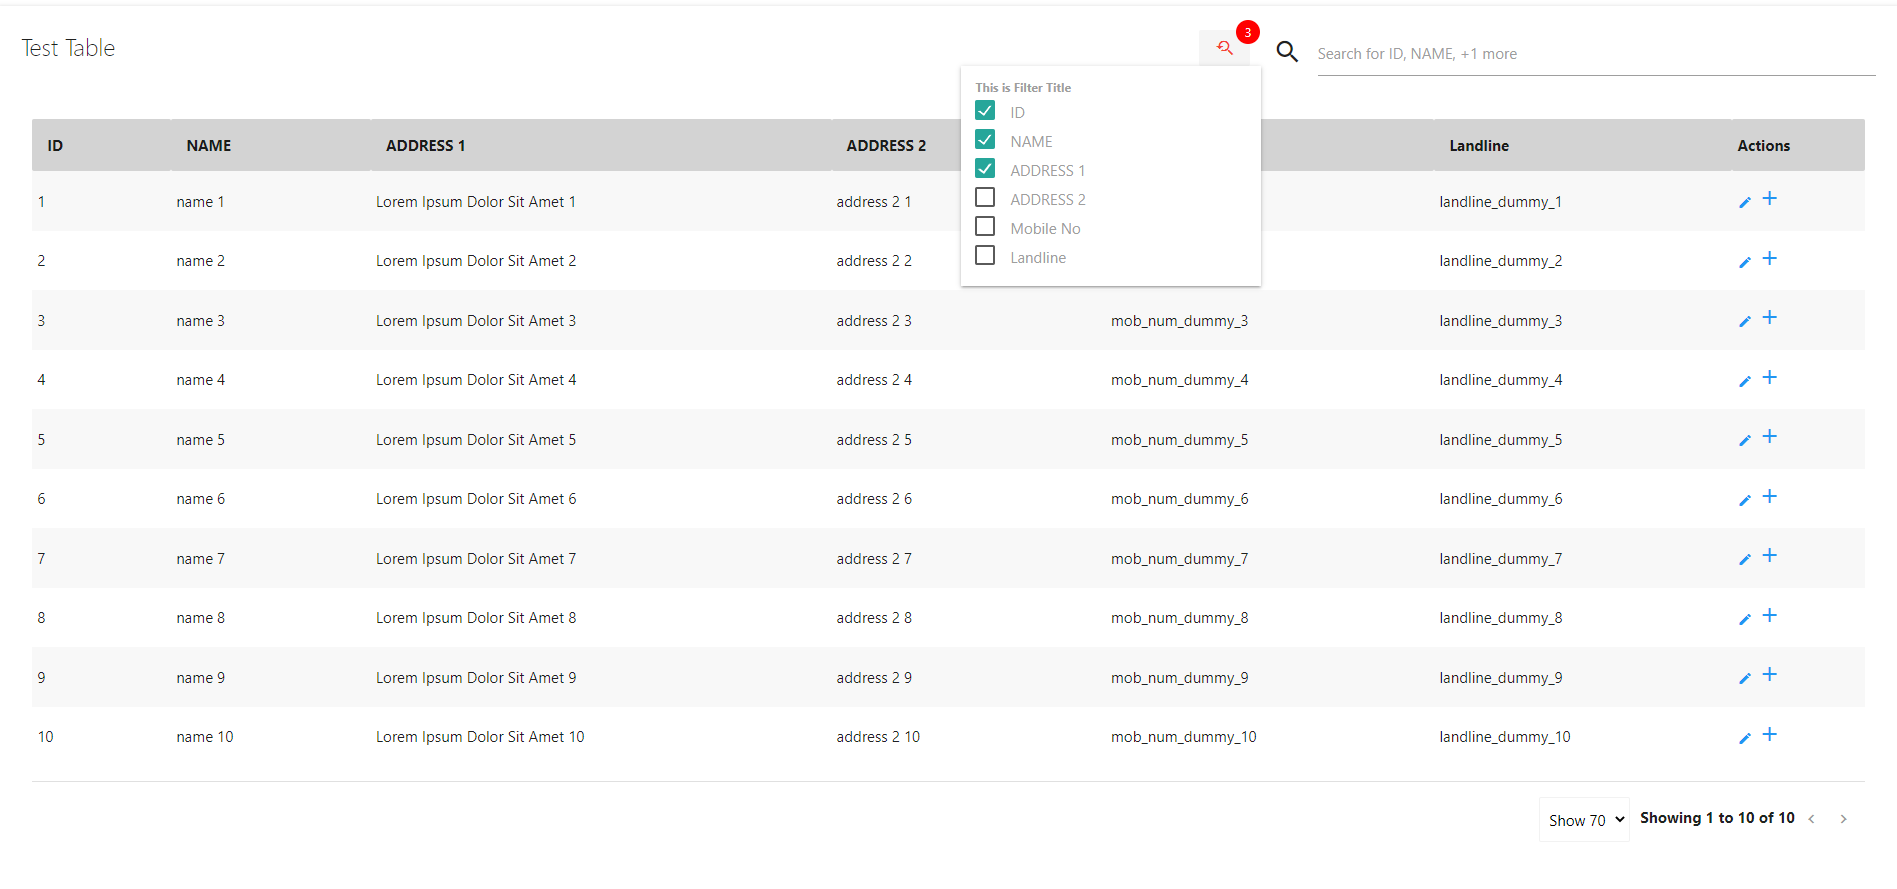 Test Table
3
Search for ID, NAME, +1 more
This is Filter Title
ID
NAME
ADDRESS 1
ADDRESS 2
Mobile No
Landline
ID NAME ADDRESS 1 ADDRESS 2 Landline Actions
1 name 1 Lorem Ipsum Dolor Sit Amet 1 address 2 1 landline_dummy_1
2 name 2 Lorem Ipsum Dolor Sit Amet 2 address 2 2 landline_dummy_2
3 name 3 Lorem Ipsum Dolor Sit Amet 3 address 2 3 mob_num_dummy_3 landline_dummy_3
4 name 4 Lorem Ipsum Dolor Sit Amet 4 address 2 4 mob_num_dummy_4 landline_dummy_4
5 name 5 Lorem Ipsum Dolor Sit Amet 5 address 2 5 mob_num_dummy_5 landline_dummy_5
6 name 6 Lorem Ipsum Dolor Sit Amet 6 address 2 6 mob_num_dummy_6 landline_dummy_6
7 name 7 Lorem Ipsum Dolor Sit Amet 7 address 2 7 mob_num_dummy_7 landline_dummy_7
8 name 8 Lorem Ipsum Dolor Sit Amet 8 address 2 8 mob_num_dummy_8 landline_dummy_8
9 name 9 Lorem Ipsum Dolor Sit Amet 9 address 2 9 mob_num_dummy_9 landline_dummy_9
10 name 10 Lorem Ipsum Dolor Sit Amet 10 address 2 10 mob_num_dummy_10 landline_dummy_10
Show 70 Showing 1 to 10 of 10